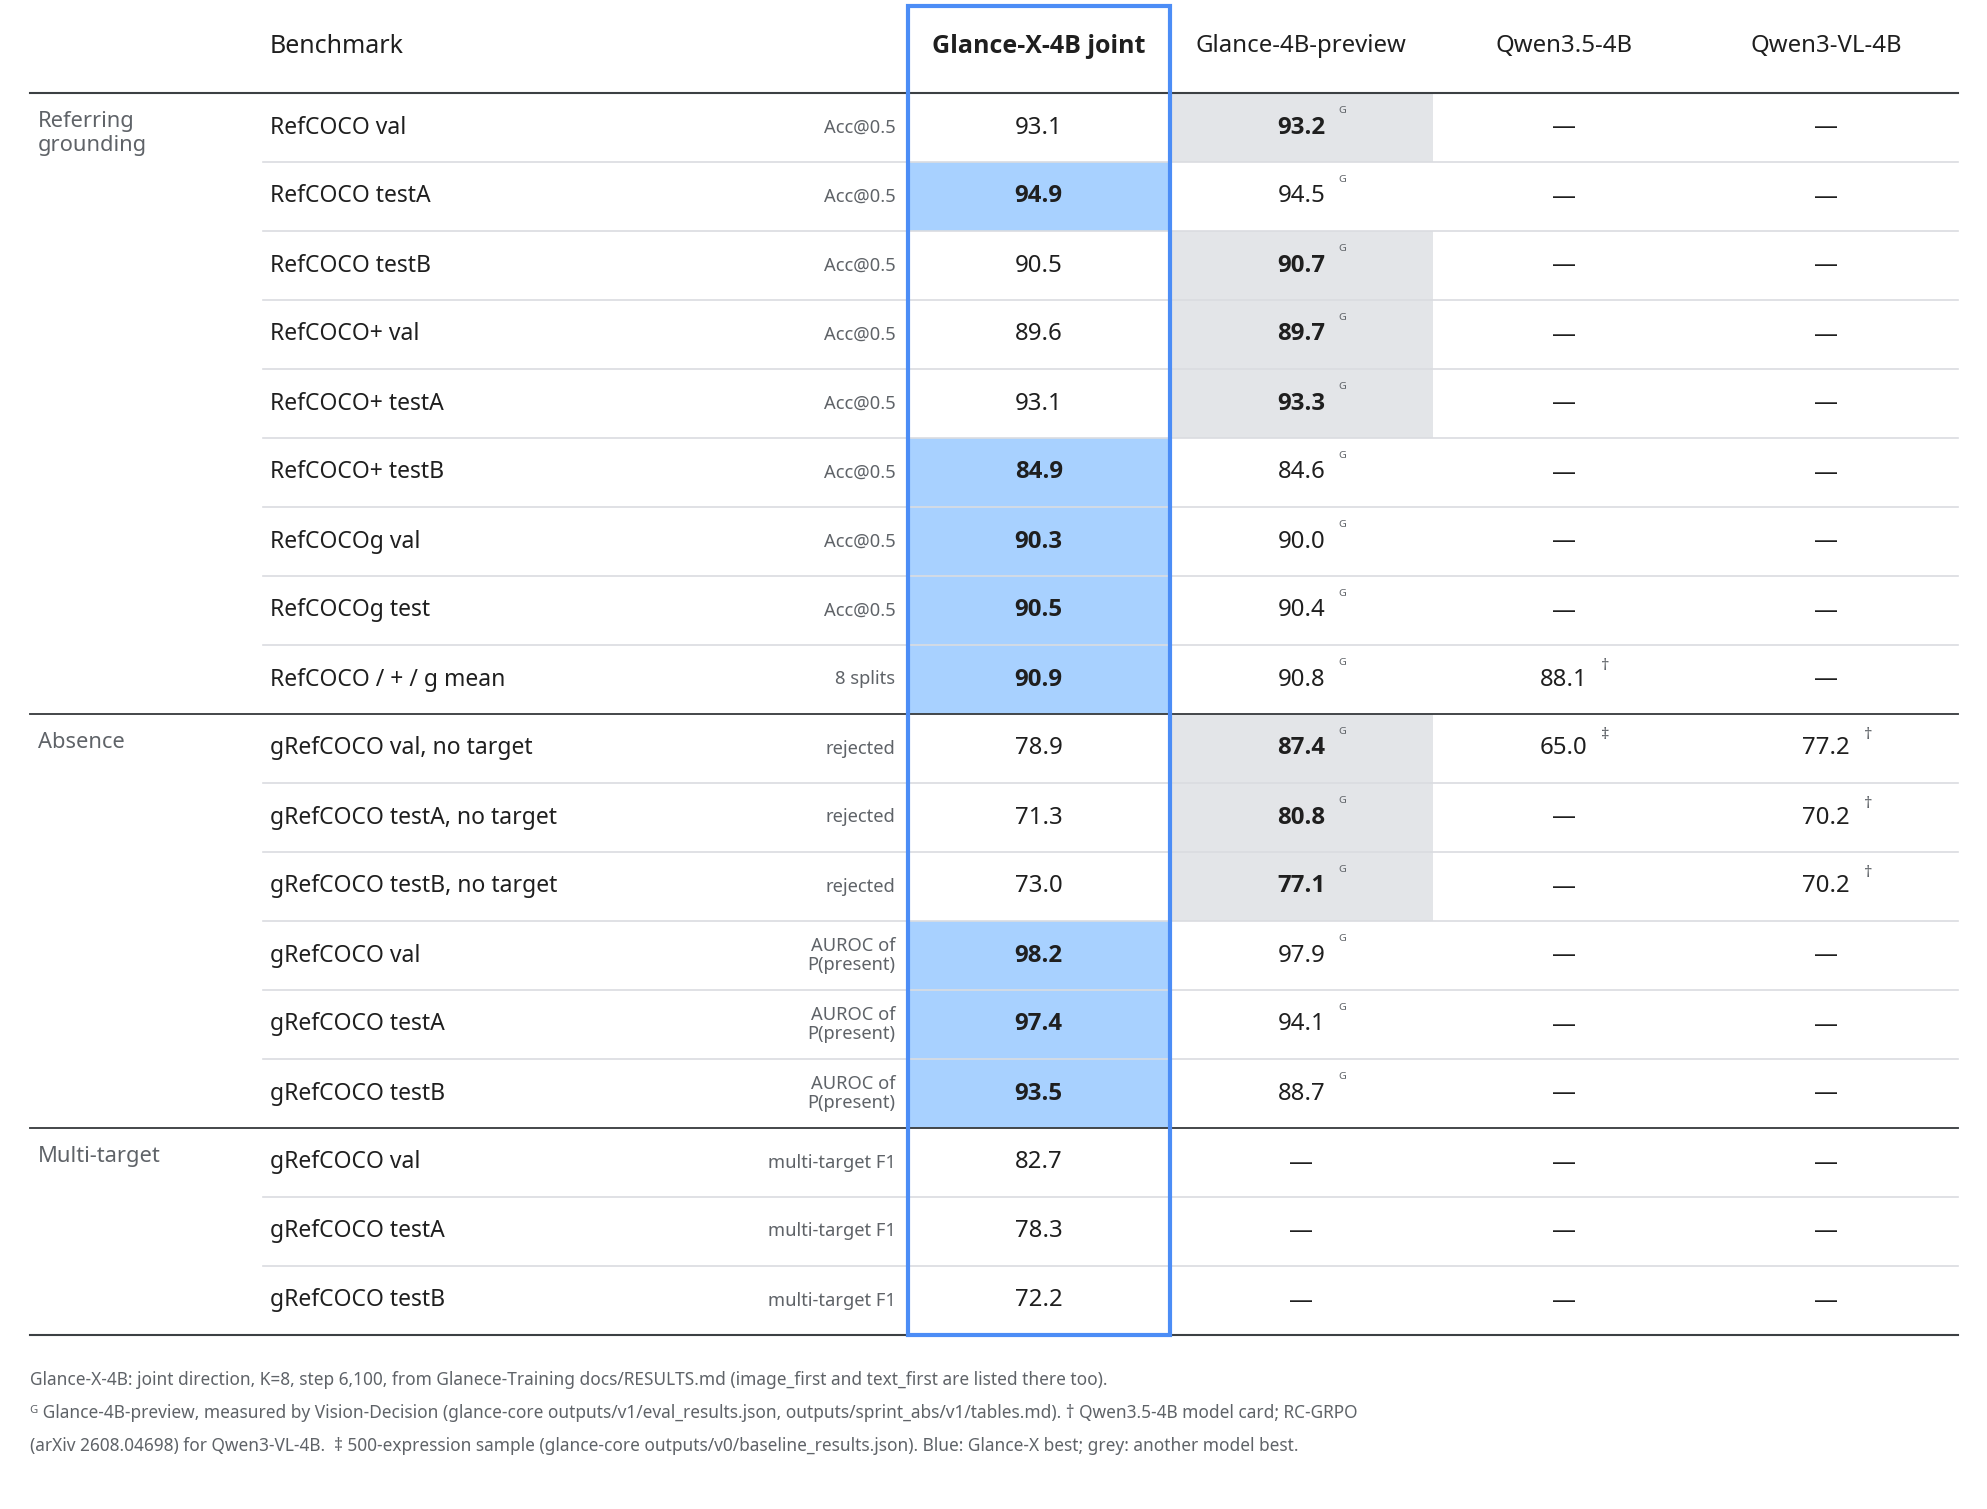 Benchmark Glance-X-4B joint Glance-4B-preview Qwen3.5-4B Qwen3-VL-4B
Referring grounding
RefCOCO val Acc@0.5 93.1 93.2 ᴳ — —
RefCOCO testA Acc@0.5 94.9 94.5 ᴳ — —
RefCOCO testB Acc@0.5 90.5 90.7 ᴳ — —
RefCOCO+ val Acc@0.5 89.6 89.7 ᴳ — —
RefCOCO+ testA Acc@0.5 93.1 93.3 ᴳ — —
RefCOCO+ testB Acc@0.5 84.9 84.6 ᴳ — —
RefCOCOg val Acc@0.5 90.3 90.0 ᴳ — —
RefCOCOg test Acc@0.5 90.5 90.4 ᴳ — —
RefCOCO / + / g mean 8 splits 90.9 90.8 ᴳ 88.1 † —
Absence
gRefCOCO val, no target rejected 78.9 87.4 ᴳ 65.0 ‡ 77.2 †
gRefCOCO testA, no target rejected 71.3 80.8 ᴳ — 70.2 †
gRefCOCO testB, no target rejected 73.0 77.1 ᴳ — 70.2 †
gRefCOCO val AUROC of P(present) 98.2 97.9 ᴳ — —
gRefCOCO testA AUROC of P(present) 97.4 94.1 ᴳ — —
gRefCOCO testB AUROC of P(present) 93.5 88.7 ᴳ — —
Multi-target
gRefCOCO val multi-target F1 82.7 — — —
gRefCOCO testA multi-target F1 78.3 — — —
gRefCOCO testB multi-target F1 72.2 — — —
Glance-X-4B: joint direction, K=8, step 6,100, from Glanece-Training docs/RESULTS.md (image_first and text_first are listed there too).
ᴳ Glance-4B-preview, measured by Vision-Decision (glance-core outputs/v1/eval_results.json, outputs/sprint_abs/v1/tables.md). † Qwen3.5-4B model card; RC-GRPO
(arXiv 2608.04698) for Qwen3-VL-4B. ‡ 500-expression sample (glance-core outputs/v0/baseline_results.json). Blue: Glance-X best; grey: another model best.